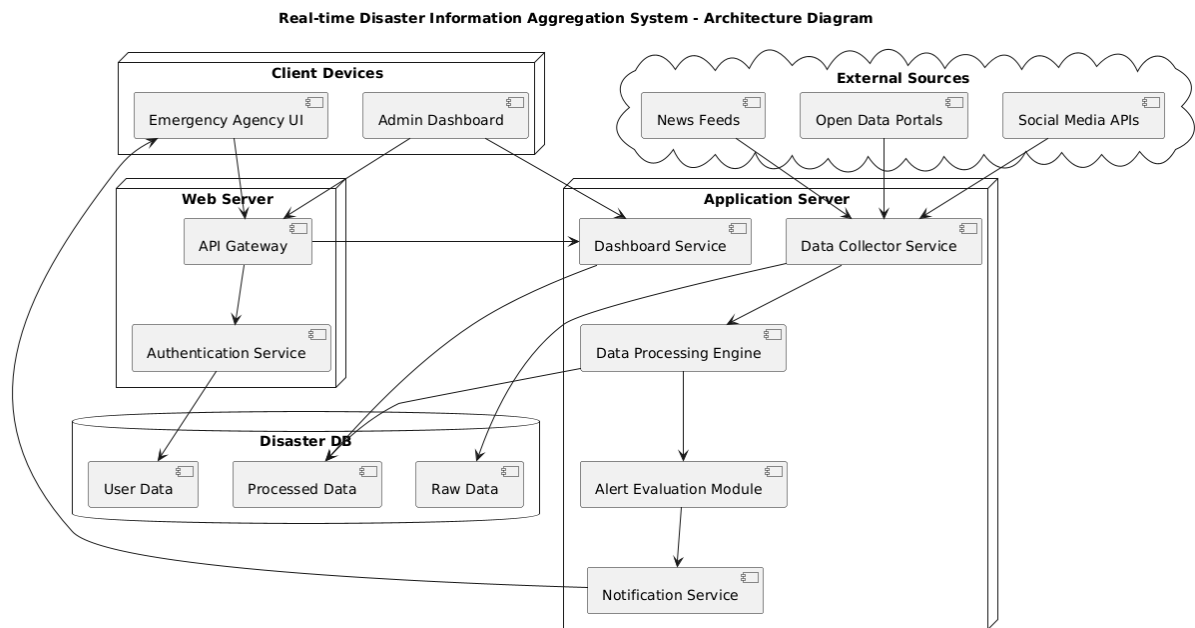 Real-time Disaster Information Aggregation System - Architecture Diagram
Client Devices
Emergency Agency UI
Admin Dashboard
External Sources
News Feeds
Open Data Portals
Social Media APIs
Web Server
API Gateway
Authentication Service
Application Server
Dashboard Service
Data Collector Service
Data Processing Engine
Alert Evaluation Module
Notification Service
Disaster DB
User Data
Processed Data
Raw Data